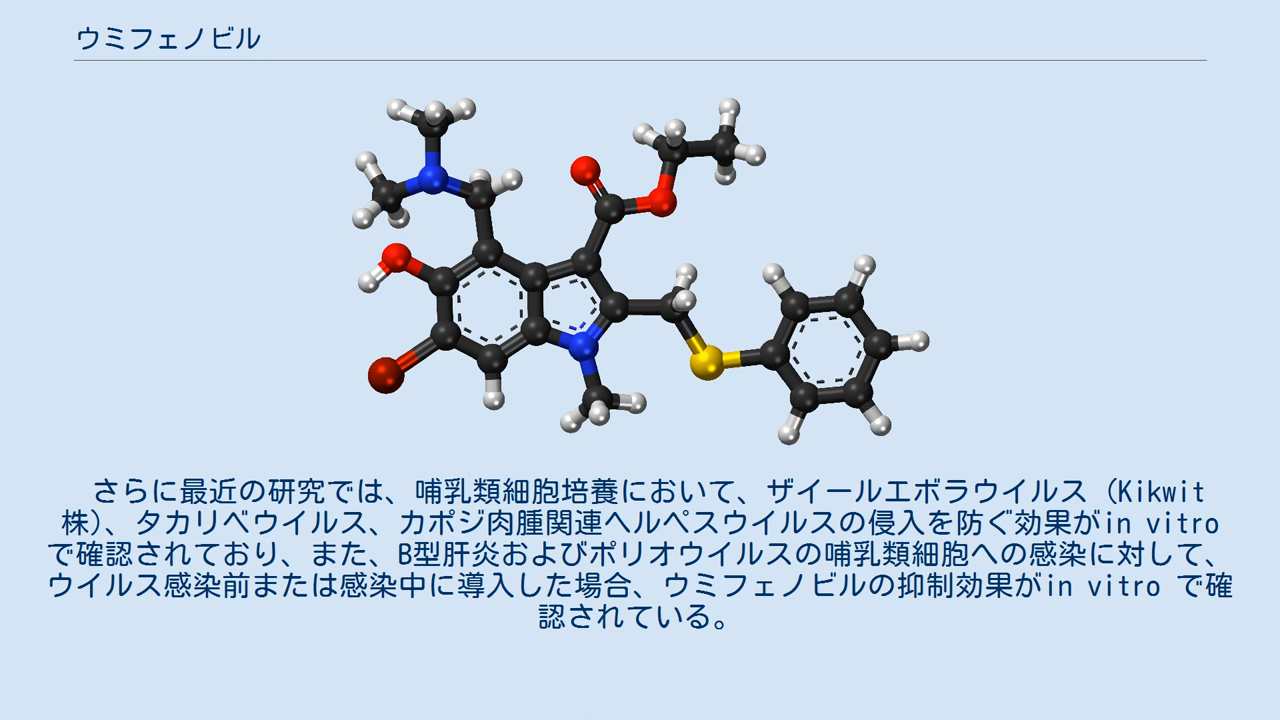 ウミフェノビル
さらに最近の研究では、哺乳類細胞培養において、ザイールエボラウイルス（Kikwit
株）、タカリベウイルス、カポジ肉腫関連ヘルペスウイルスの侵入を防ぐ効果がin vitro
で確認されており、また、B型肝炎およびポリオウイルスの哺乳類細胞への感染に対して、
ウイルス感染前または感染中に導入した場合、ウミフェノビルの抑制効果がin vitro で確
認されている。